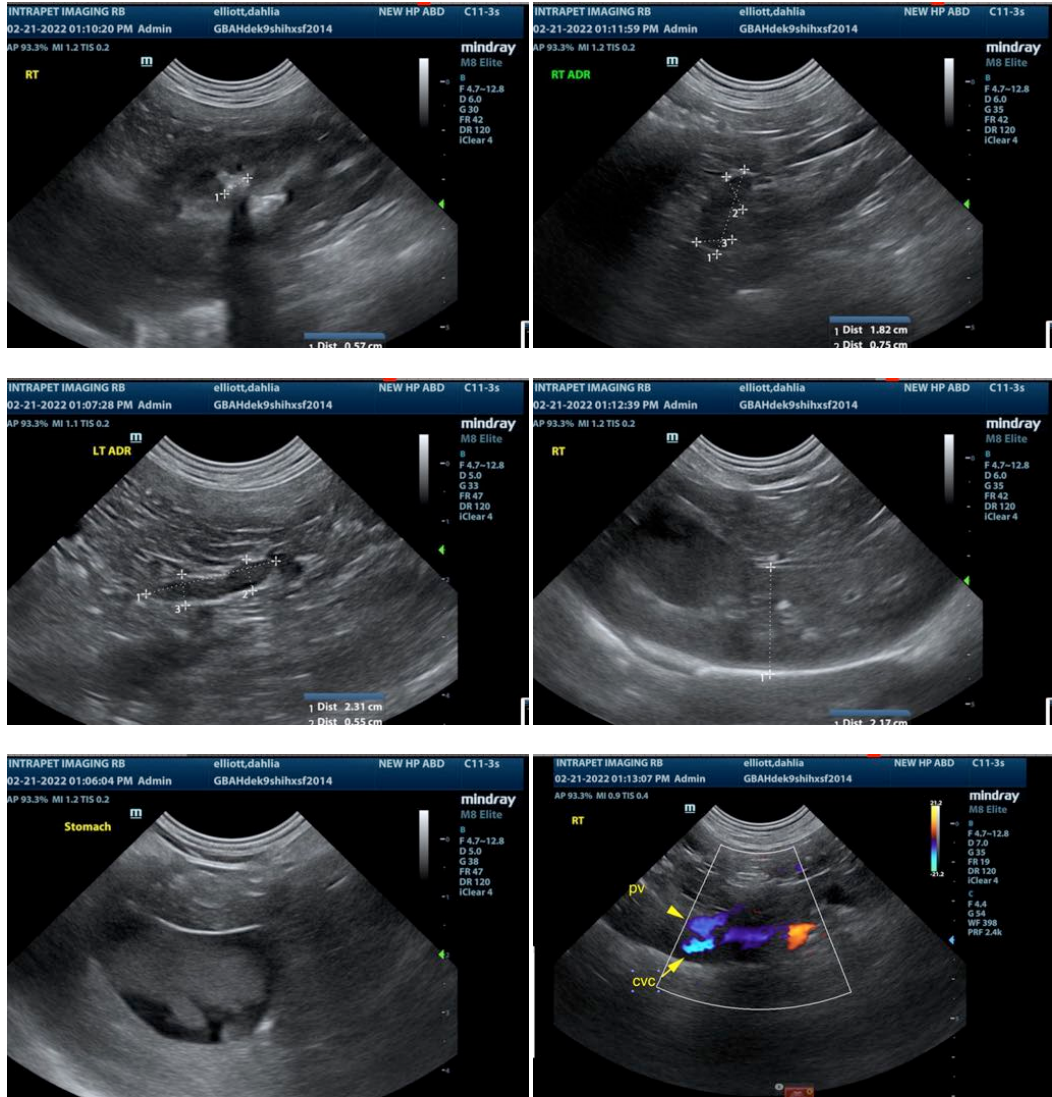 INTRAPET IMAGING RB elliott,dahlia NEW HP ABD C11-3s
02-21-2022 01:10:20 PM Admin GBAHdek9shihxsf2014
AP 93.3% MI 1.2 TIS 0.2
mindray
M8 Elite
m
RT
B
F 4.7~12.8
D 6.0
G 30
FR 42
DR 120
iClear 4
0
5
1
1 Dist 0.57 cm
INTRAPET IMAGING RB elliott,dahlia NEW HP ABD C11-3s
02-21-2022 01:11:59 PM Admin GBAHdek9shihxsf2014
AP 93.3% MI 1.2 TIS 0.2
mindray
M8 Elite
m
RT ADR
B
F 4.7~12.8
D 6.0
G 35
FR 42
DR 120
iClear 4
0
5
2
3
1
1 Dist 1.82 cm
2 Dist 0.75 cm
INTRAPET IMAGING RB elliott,dahlia NEW HP ABD C11-3s
02-21-2022 01:07:28 PM Admin GBAHdek9shihxsf2014
AP 93.3% MI 1.1 TIS 0.2
mindray
M8 Elite
m
LT ADR
B
F 4.7~12.8
D 5.0
G 33
FR 47
DR 120
iClear 4
1
2
3
1 Dist 2.31 cm
2 Dist 0.55 cm
INTRAPET IMAGING RB elliott,dahlia NEW HP ABD C11-3s
02-21-2022 01:12:39 PM Admin GBAHdek9shihxsf2014
AP 93.3% MI 1.2 TIS 0.2
mindray
M8 Elite
m
RT
B
F 4.7~12.8
D 6.0
G 35
FR 42
DR 120
iClear 4
0
5
1
1 Dist 2.17 cm
INTRAPET IMAGING RB elliott,dahlia NEW HP ABD C11-3s
02-21-2022 01:06:04 PM Admin GBAHdek9shihxsf2014
AP 93.3% MI 1.2 TIS 0.2
mindray
M8 Elite
m
Stomach
B
F 4.7~12.8
D 5.0
G 38
FR 47
DR 120
iClear 4
INTRAPET IMAGING RB elliott,dahlia NEW HP ABD C11-3s
02-21-2022 01:13:07 PM Admin GBAHdek9shihxsf2014
AP 93.3% MI 0.9 TIS 0.4
mindray
M8 Elite
m
RT
21.2
-21.2
B
F 4.7~12.8
D 7.0
G 35
FR 19
DR 120
iClear 4
C
F 4.4
G 54
WF 398
PRF 2.4k
pv
cvc